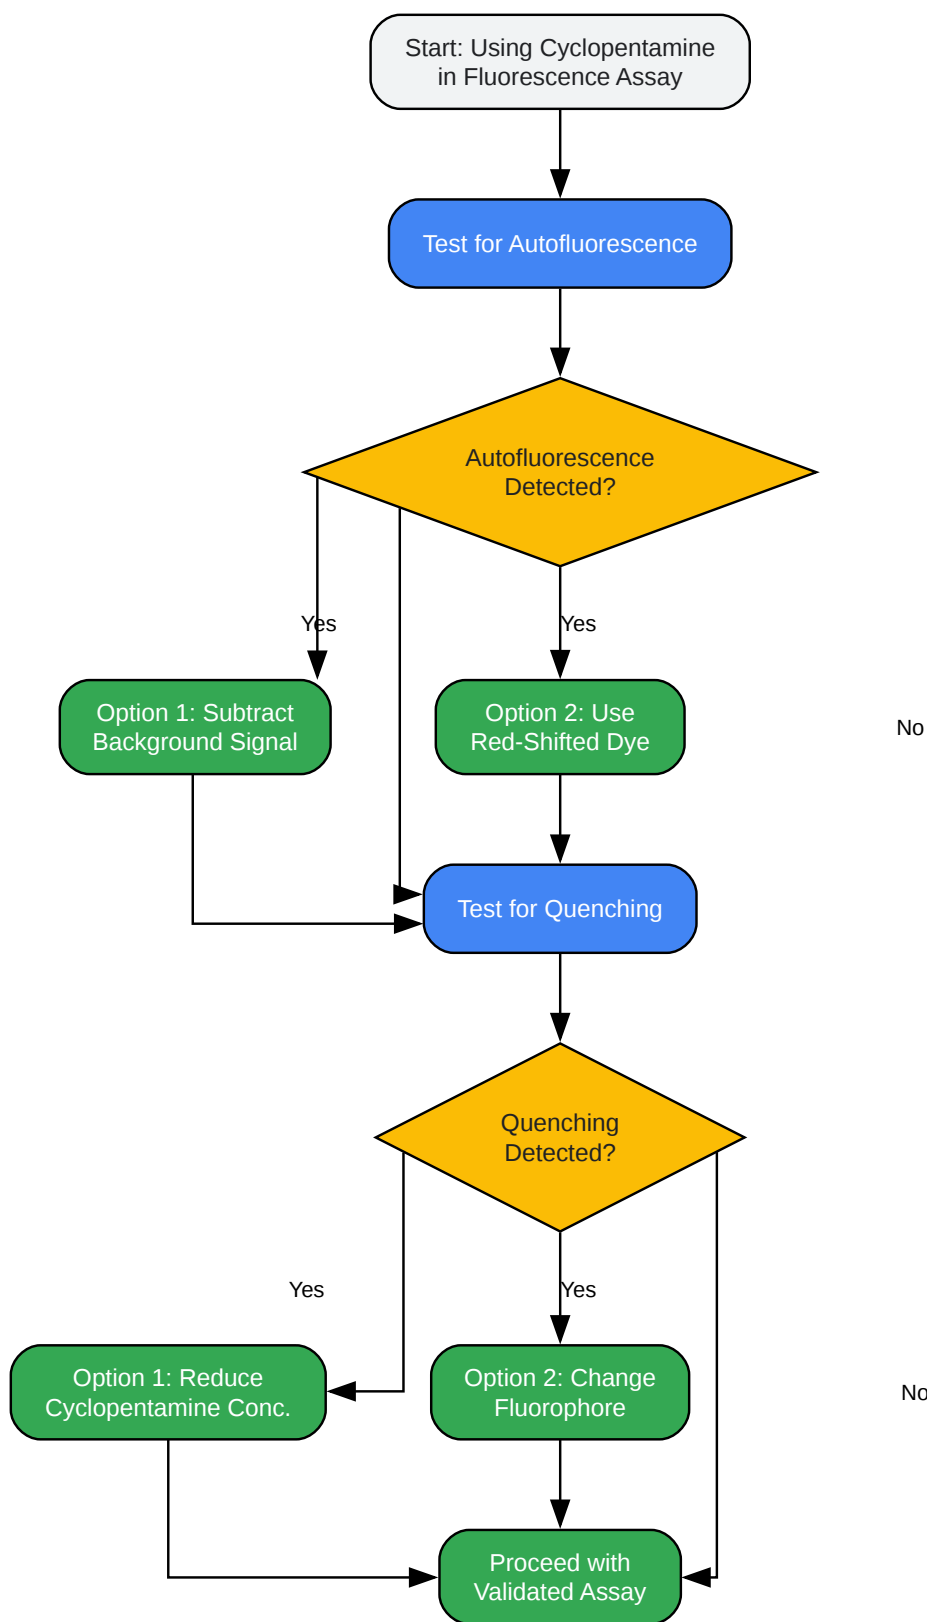 Start: Using Cyclopentamine
in Fluorescence Assay
Test for Autofluorescence
Autofluorescence
Detected?
Yes
Yes
Option 1: Subtract
Background Signal
Option 2: Use
Red-Shifted Dye
No
Test for Quenching
Quenching
Detected?
Yes
Yes
Option 1: Reduce
Cyclopentamine Conc.
Option 2: Change
Fluorophore
No
Proceed with
Validated Assay